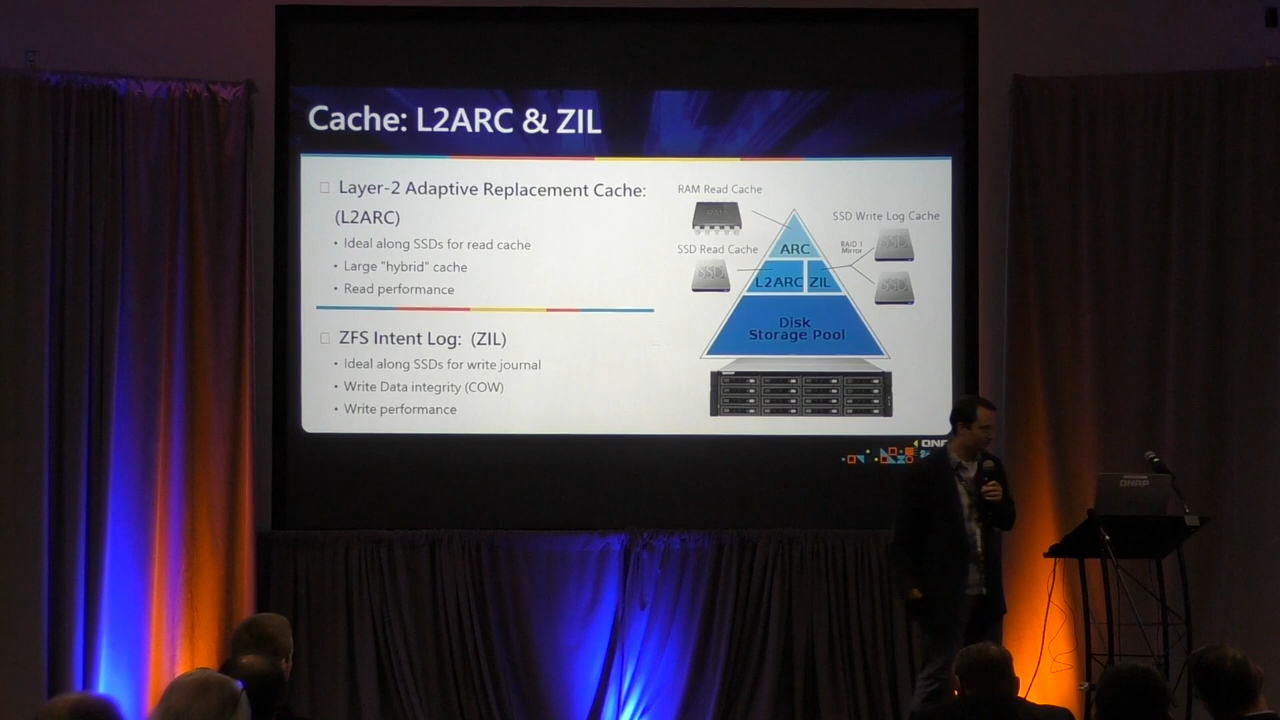 Cache: L2ARC & ZIL
Layer-2 Adaptive Replacement Cache:
(L2ARC)
• Ideal along SSDs for read cache
• Large "hybrid" cache
• Read performance
ZFS Intent Log: (ZIL)
• Ideal along SSDs for write journal
• Write Data integrity (COW)
• Write performance
RAM Read Cache
RAM
SSD Write Log Cache
SSD Read Cache
SSD
RAID 1
Mirror
SSD
SSD
ARC
L2ARC
ZIL
Disk
Storage Pool
QNAP